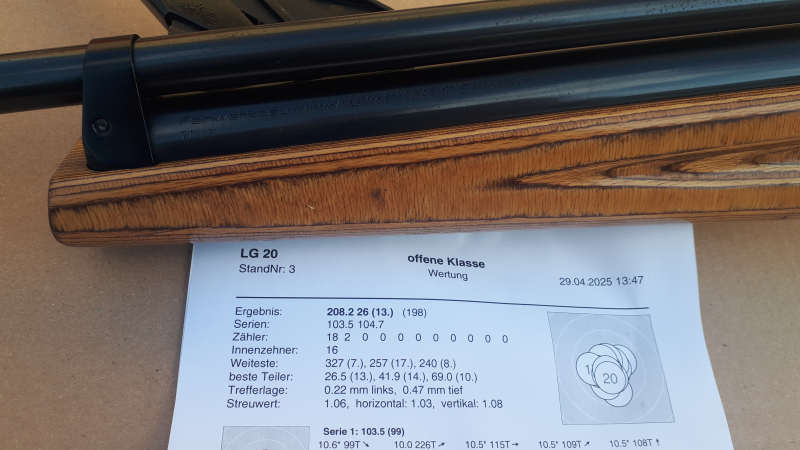 Feinwerkbau
LG 20
StandNr: 3
offene Klasse
Wertung
29.04.2025 13:47
Ergebnis: 208.2 26 (13.) (198)
Serien: 103.5 104.7
Zähler: 18 2 0 0 0 0 0 0 0 0 0
Innenzehner: 16
Weiteste: 327 (7.), 257 (17.), 240 (8.)
beste Teiler: 26.5 (13.), 41.9 (14.), 69.0 (10.)
Trefferlage: 0.22 mm links, 0.47 mm tief
Streuwert: 1.06, horizontal: 1.03, vertikal: 1.08
20
Serie 1: 103.5 (99)
10.6* 99T ↘ 10.0 226T ↗ 10.5* 115T → 10.5* 109T ↗ 10.5* 108T ↑